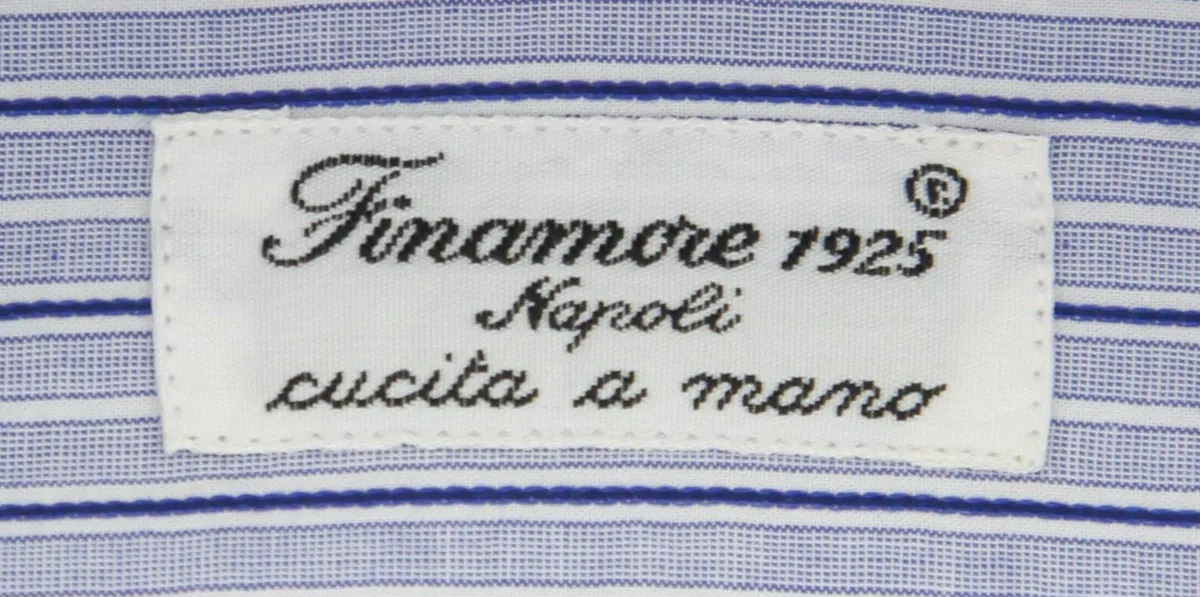 Finamore 1925®
Napoli
cucita a mano